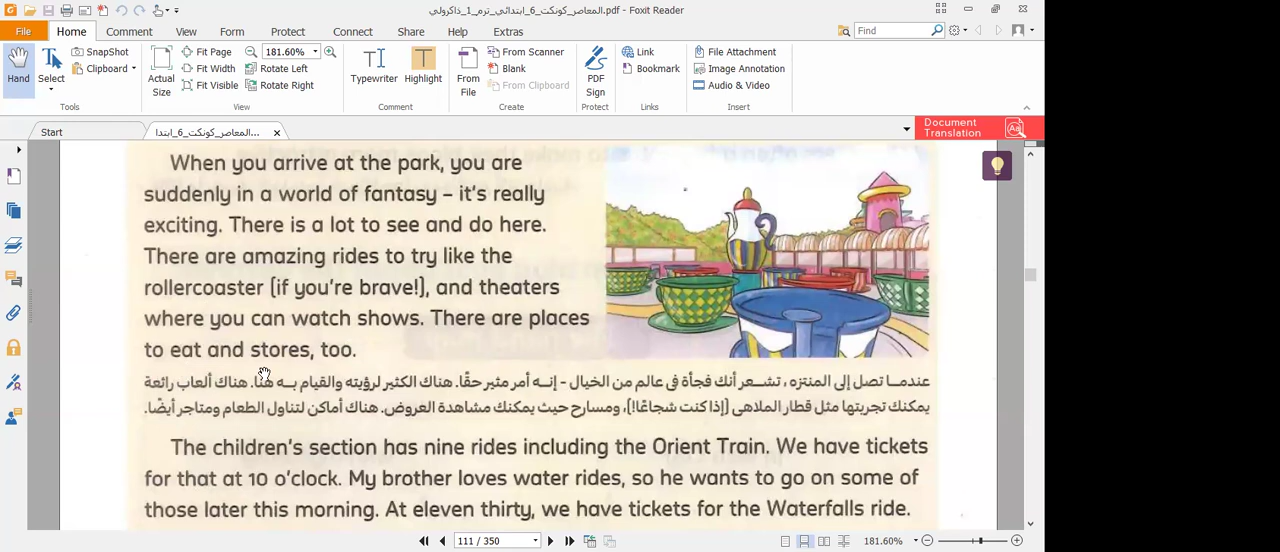 المعاصر_كونكت_6_ابتدائي_ترم_1_ذاكرولي.pdf - Foxit Reader
File Home Comment View Form Protect Connect Share Help Extras Find
Hand
Select
SnapShot
Clipboard
Actual Size
Fit Page
Fit Width
Fit Visible
181.60%
Rotate Left
Rotate Right
Typewriter
Highlight
From File
From Scanner
Blank
From Clipboard
PDF Sign
Link
Bookmark
File Attachment
Image Annotation
Audio & Video
Tools View Comment Create Protect Links Insert
Start
المعاصر_كونكت_6_ابتدا...
Document Translation
When you arrive at the park, you are
suddenly in a world of fantasy – it's really
exciting. There is a lot to see and do here.
There are amazing rides to try like the
rollercoaster (if you're brave!), and theaters
where you can watch shows. There are places
to eat and stores, too.
عندمـا تصل إلى المنتزه، تشـعر أنك فجأة فى عالم من الخيال - إنـه أمر مثير حقًا. هناك الكثير لرؤيته والقيام بـه هنا. هناك ألعاب رائعة
يمكنك تجربتها مثل قطار الملاهى (إذا كنت شجاعًا!)، ومسارح حيث يمكنك مشاهدة العروض. هناك أماكن لتناول الطعام ومتاجر أيضًا.
The children's section has nine rides including the Orient Train. We have tickets
for that at 10 o'clock. My brother loves water rides, so he wants to go on some of
those later this morning. At eleven thirty, we have tickets for the Waterfalls ride.
111 / 350
181.60%